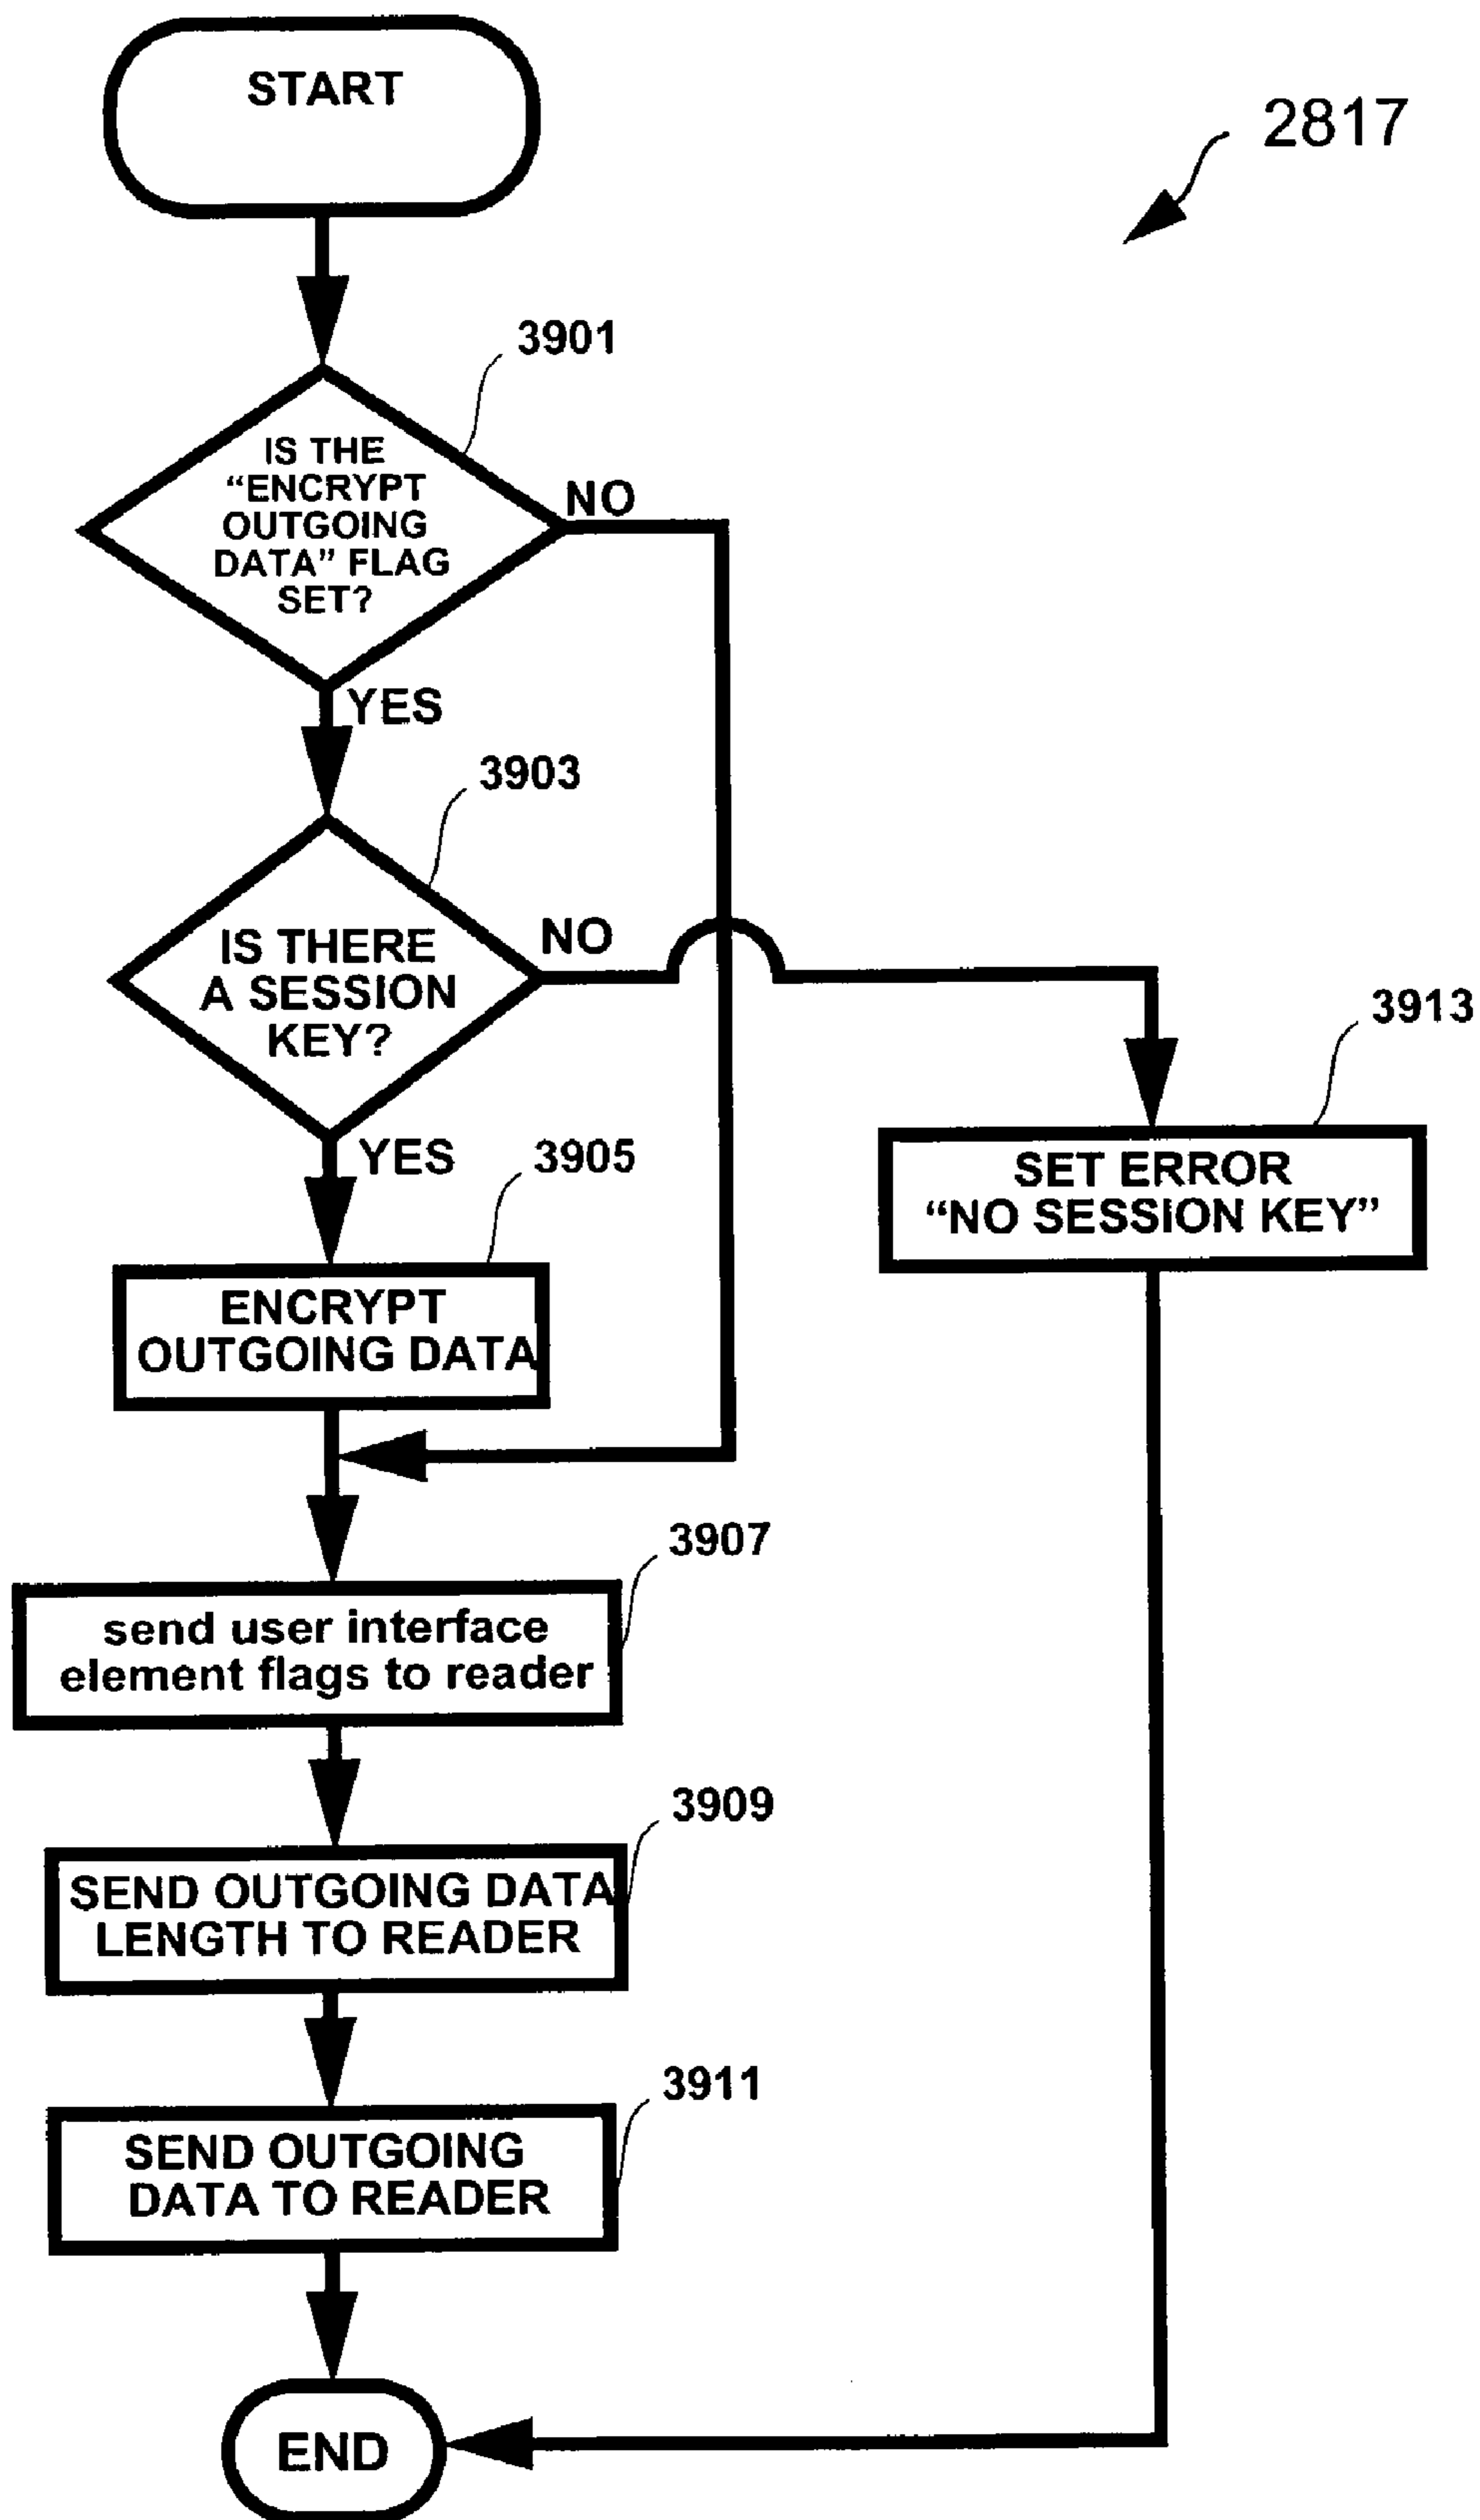 START
2817
3901
IS THE
“ENCRYPT
OUTGOING
DATA” FLAG
SET?
NO
YES
3903
IS THERE
A SESSION
KEY?
NO
YES
3913
SET ERROR
“NO SESSION KEY”
3905
ENCRYPT
OUTGOING DATA
3907
send user interface
element flags to reader
3909
SEND OUTGOING DATA
LENGTH TO READER
3911
SEND OUTGOING
DATA TO READER
END